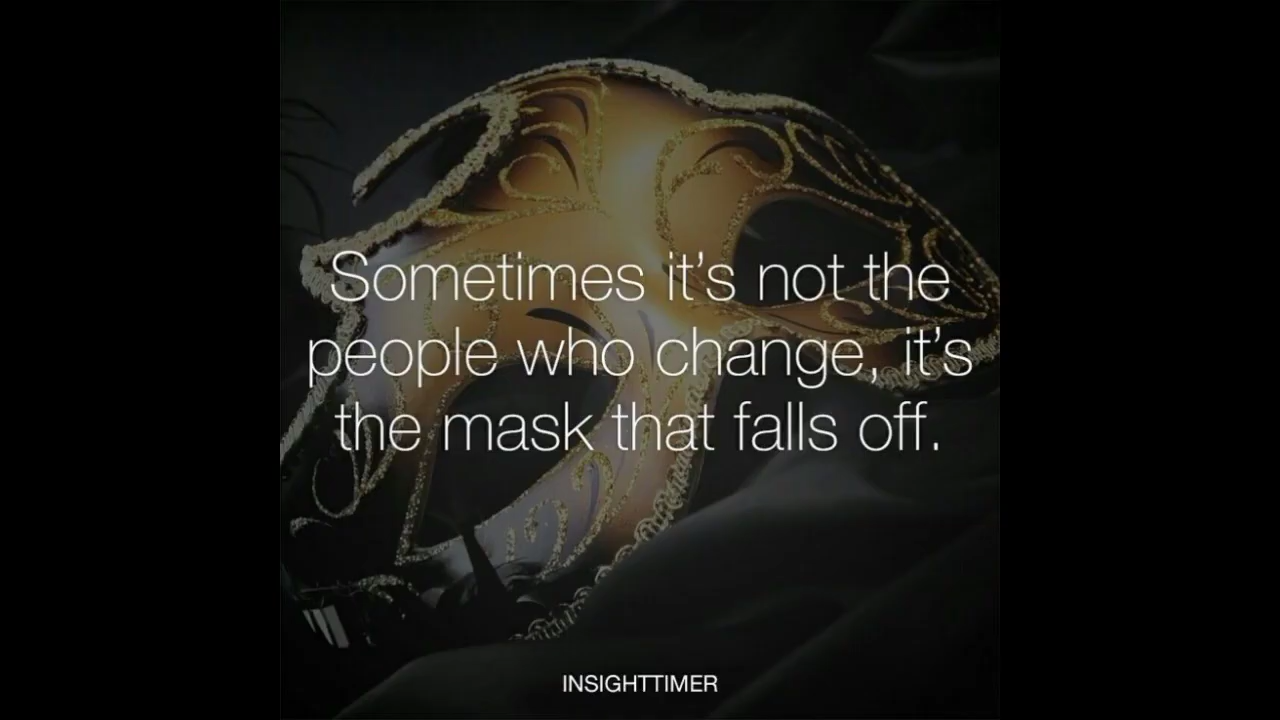 Sometimes it’s not the
people who change, it’s
the mask that falls off.
INSIGHTTIMER